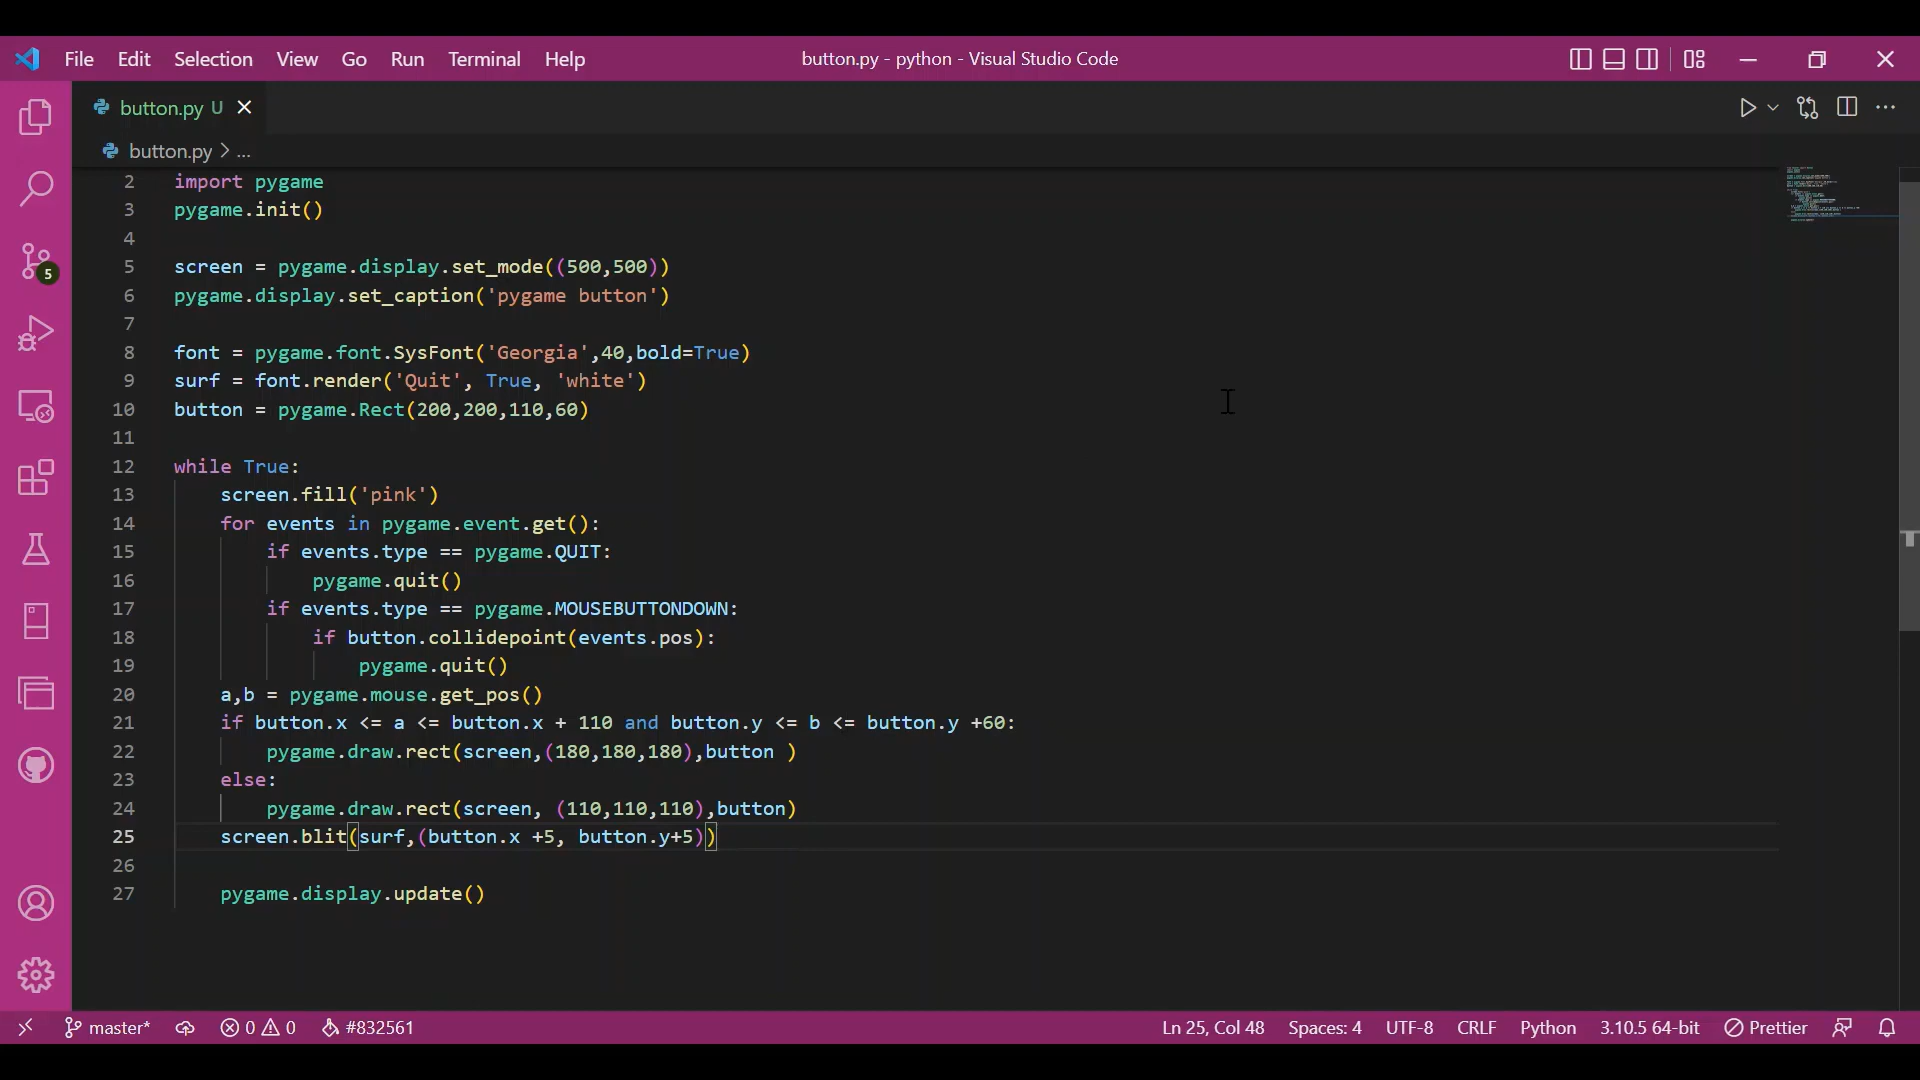 File Edit Selection View Go Run Terminal Help button.py - python - Visual Studio Code
button.py U
button.py > ...
2 import pygame
3 pygame.init()
4
5 screen = pygame.display.set_mode((500,500))
6 pygame.display.set_caption('pygame button')
7
8 font = pygame.font.SysFont('Georgia',40,bold=True)
9 surf = font.render('Quit', True, 'white')
10 button = pygame.Rect(200,200,110,60)
11
12 while True:
13     screen.fill('pink')
14     for events in pygame.event.get():
15         if events.type == pygame.QUIT:
16             pygame.quit()
17         if events.type == pygame.MOUSEBUTTONDOWN:
18             if button.collidepoint(events.pos):
19                 pygame.quit()
20     a,b = pygame.mouse.get_pos()
21     if button.x <= a <= button.x + 110 and button.y <= b <= button.y +60:
22         pygame.draw.rect(screen,(180,180,180),button )
23     else:
24         pygame.draw.rect(screen, (110,110,110),button)
25     screen.blit(surf,(button.x +5, button.y+5))
26
27     pygame.display.update()
5
master* 0 0 #832561 Ln 25, Col 48 Spaces: 4 UTF-8 CRLF Python 3.10.5 64-bit Prettier